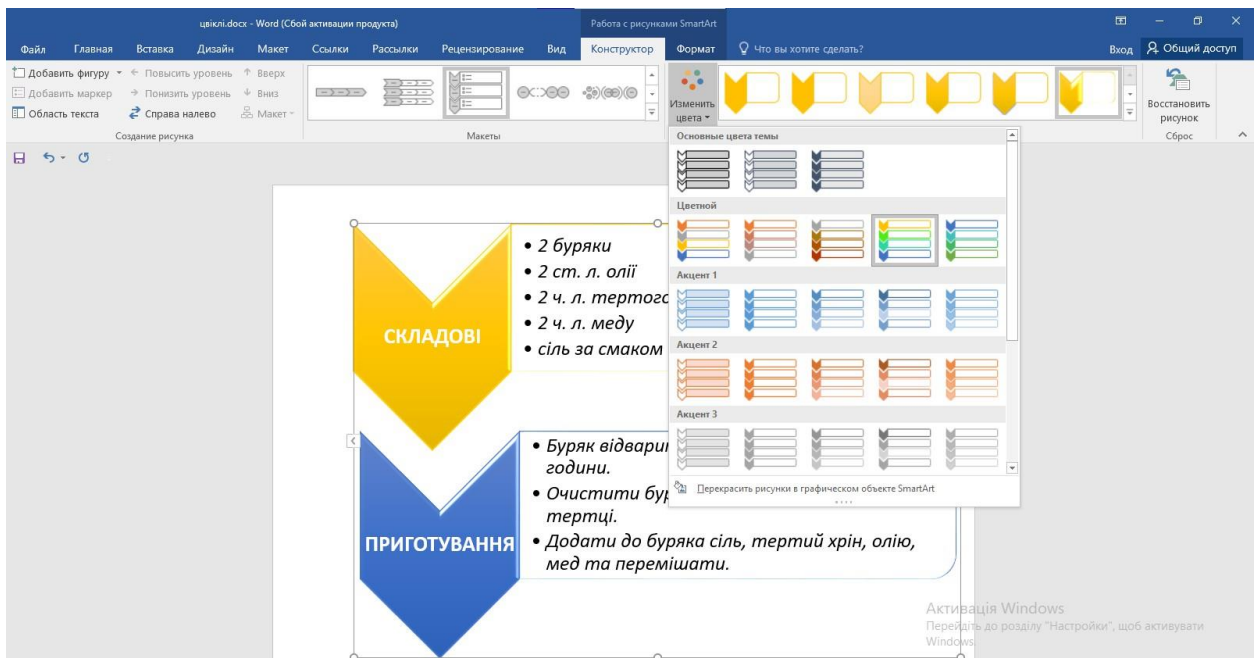 цвіклі.docx - Word (Сбой активации продукта)
Работа с рисунками SmartArt
Файл Главная Вставка Дизайн Макет Ссылки Рассылки Рецензирование Вид Конструктор Формат Что вы хотите сделать? Вход Общий доступ
Добавить фигуру Повысить уровень Вверх
Добавить маркер Понизить уровень Вниз
Область текста Справа налево Макет
Создание рисунка
Макеты
Изменить
цвета
Восстановить
рисунок
Сброс
Основные цвета темы
Цветной
Акцент 1
Акцент 2
Акцент 3
Перекрасить рисунки в графическом объекте SmartArt
СКЛАДОВІ
• 2 буряки
• 2 ст. л. олії
• 2 ч. л. тертого
• 2 ч. л. меду
• сіль за смаком
ПРИГОТУВАННЯ
• Буряк відвари
години.
• Очистити бу
тертці.
• Додати до буряка сіль, тертий хрін, олію,
мед та перемішати.
Активація Windows
Перейдіть до розділу "Настройки", щоб активувати
Windows.